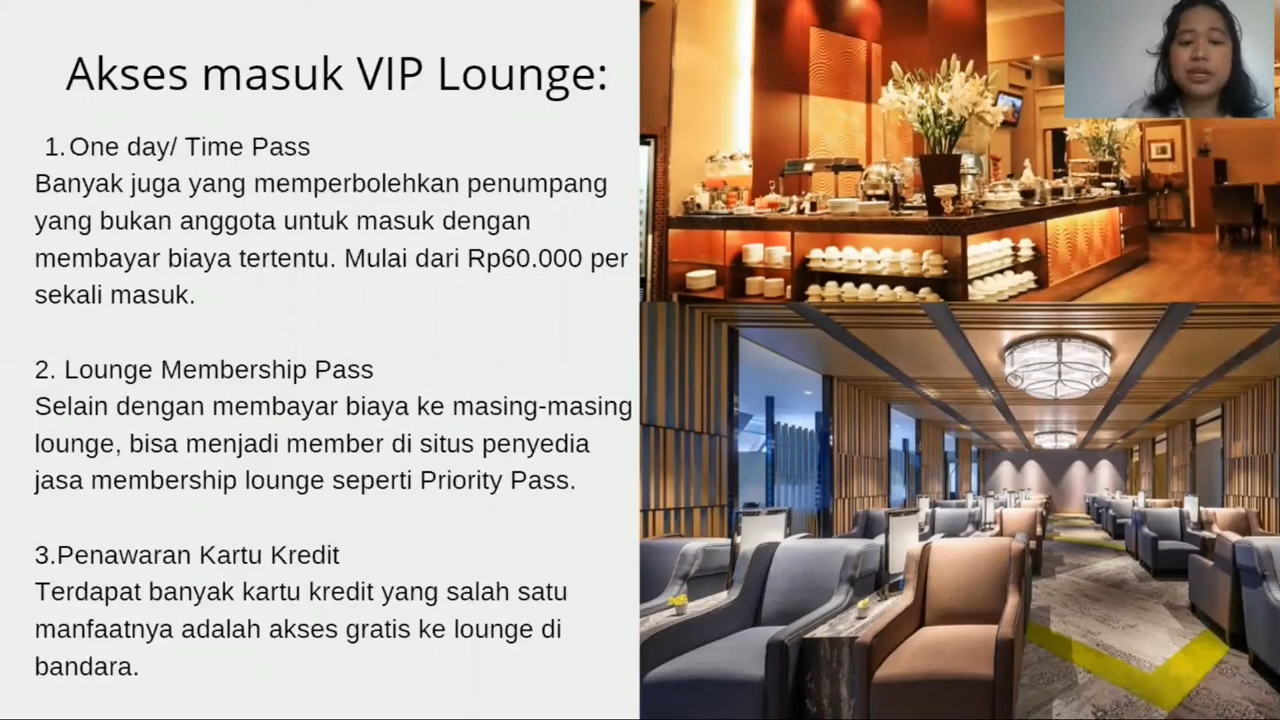 Akses masuk VIP Lounge:
1.One day/ Time Pass
Banyak juga yang memperbolehkan penumpang
yang bukan anggota untuk masuk dengan
membayar biaya tertentu. Mulai dari Rp60.000 per
sekali masuk.
2. Lounge Membership Pass
Selain dengan membayar biaya ke masing-masing
lounge, bisa menjadi member di situs penyedia
jasa membership lounge seperti Priority Pass.
3.Penawaran Kartu Kredit
Terdapat banyak kartu kredit yang salah satu
manfaatnya adalah akses gratis ke lounge di
bandara.